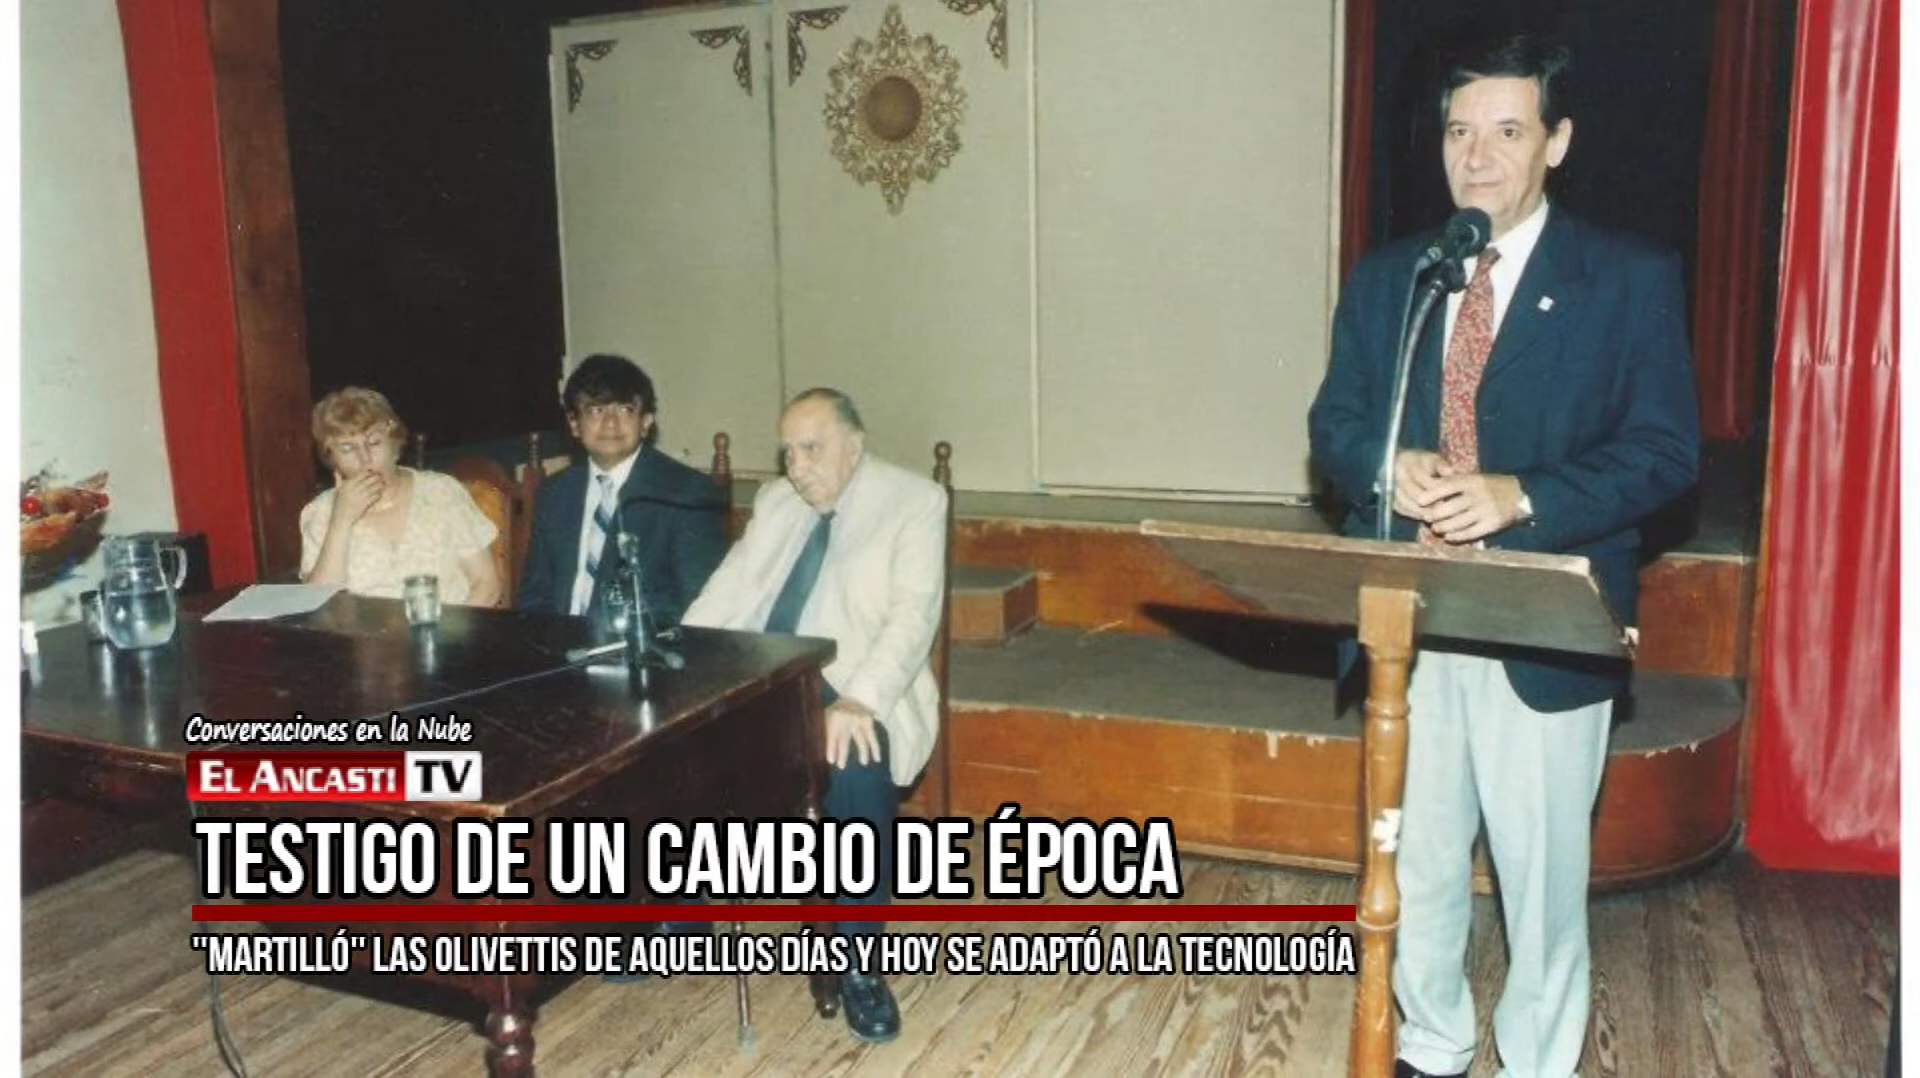 Conversaciones en la Nube
EL ANCASTI TV
TESTIGO DE UN CAMBIO DE ÉPOCA
"MARTILLÓ" LAS OLIVETTIS DE AQUELLOS DÍAS Y HOY SE ADAPTÓ A LA TECNOLOGÍA